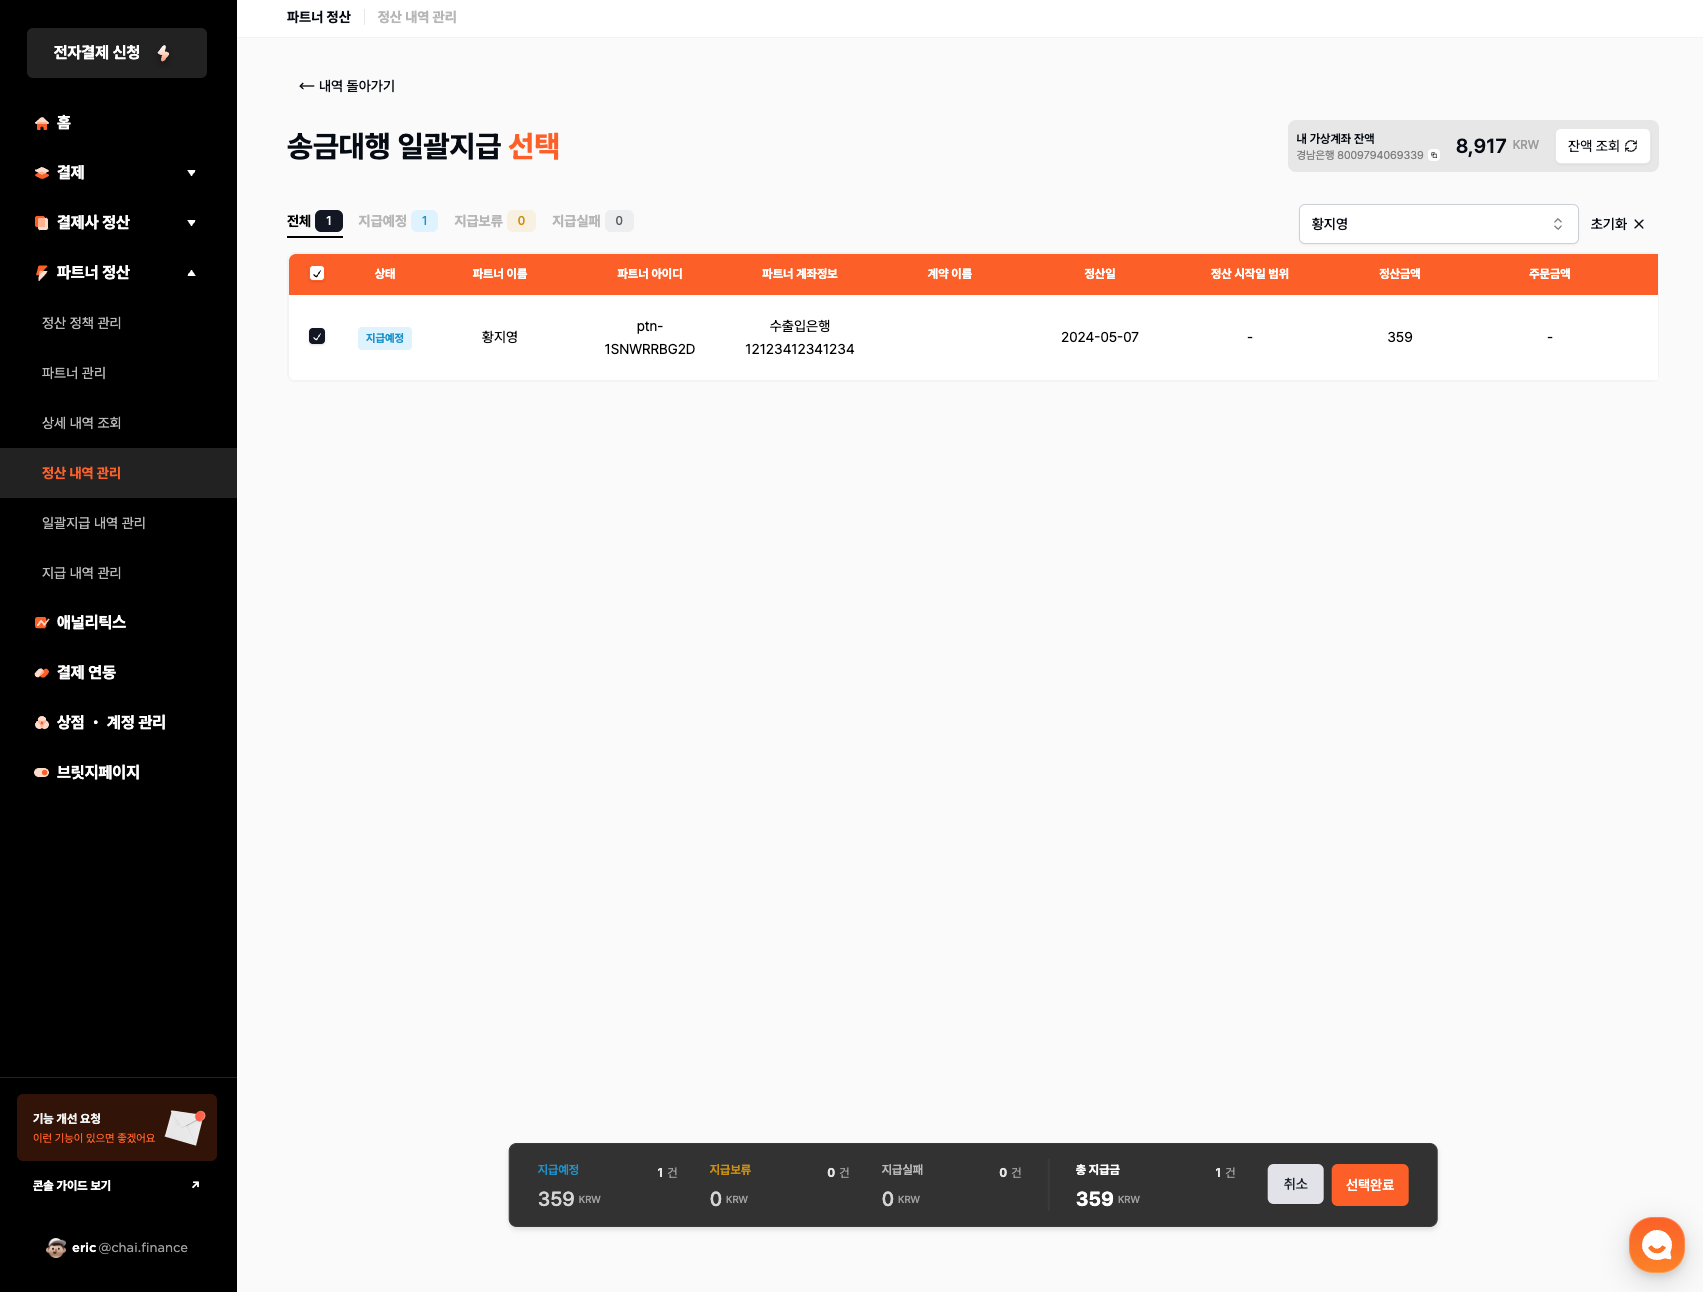 전자결제 신청
홈
결제
결제사 정산
파트너 정산
정산 정책 관리
파트너 관리
상세 내역 조회
정산 내역 관리
일괄지급 내역 관리
지급 내역 관리
애널리틱스
결제 연동
상점 • 계정 관리
브릿지페이지
기능 개선 요청
이런 기능이 있으면 좋겠어요
콘솔 가이드 보기
eric @chai.finance
파트너 정산 정산 내역 관리
← 내역 돌아가기
송금대행 일괄지급 선택
내 가상계좌 잔액
경남은행 8009794069339
8,917 KRW
잔액 조회
전체 1 지급예정 1 지급보류 0 지급실패 0
황지영
초기화
상태 파트너 이름 파트너 아이디 파트너 계좌정보 계약 이름 정산일 정산 시작일 범위 정산금액 주문금액
지급예정 황지영 ptn-1SNWRRBG2D 수출입은행 12123412341234 2024-05-07 - 359 -
지급예정 1 건
359 KRW
지급보류 0 건
0 KRW
지급실패 0 건
0 KRW
총 지급금 1 건
359 KRW
취소
선택완료